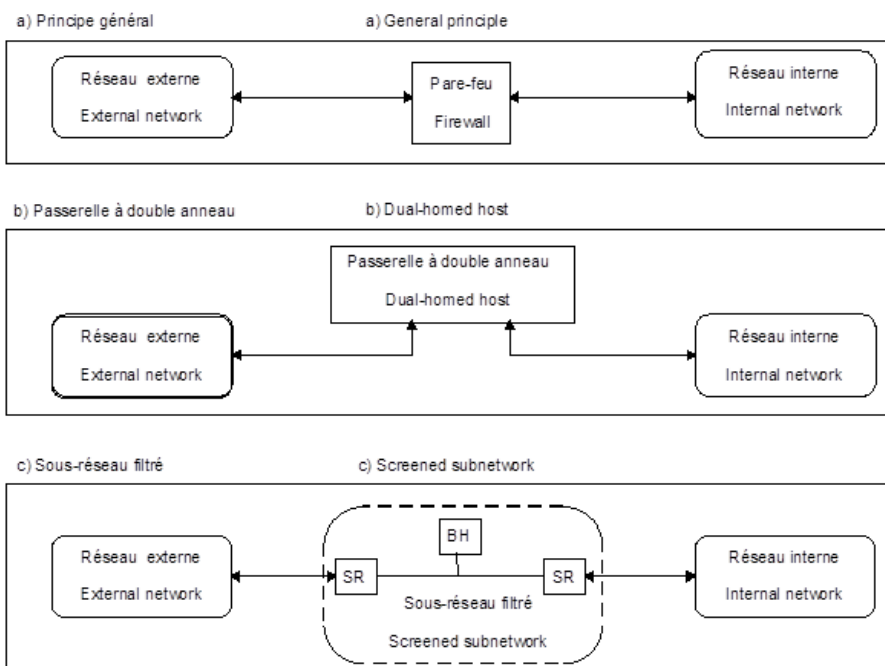 a) Principe général
a) General principle
Réseau externe
External network
Pare-feu
Firewall
Réseau interne
Internal network
b) Passerelle à double anneau
b) Dual-homed host
Passerelle à double anneau
Dual-homed host
Réseau externe
External network
Réseau interne
Internal network
c) Sous-réseau filtré
c) Screened subnetwork
Réseau externe
External network
SR
BH
SR
Sous-réseau filtré
Screened subnetwork
Réseau interne
Internal network